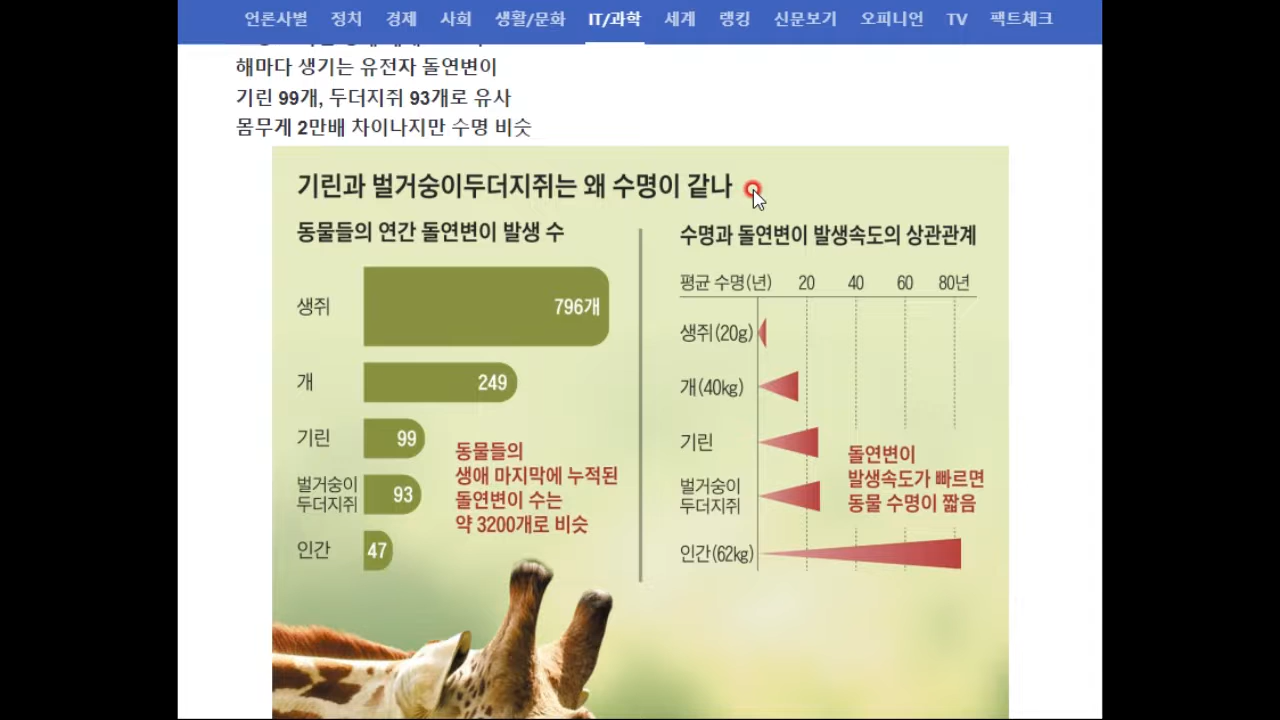 언론사별 정치 경제 사회 생활/문화 IT/과학 세계 랭킹 신문보기 오피니언 TV 팩트체크
해마다 생기는 유전자 돌연변이
기린 99개, 두더지쥐 93개로 유사
몸무게 2만배 차이나지만 수명 비슷
기린과 벌거숭이두더지쥐는 왜 수명이 같나
동물들의 연간 돌연변이 발생 수
생쥐 796개
개 249
기린 99
벌거숭이
두더지쥐 93
인간 47
동물들의
생애 마지막에 누적된
돌연변이 수는
약 3200개로 비슷
수명과 돌연변이 발생속도의 상관관계
평균 수명(년) 20 40 60 80년
생쥐(20g)
개(40kg)
기린
벌거숭이
두더지쥐
인간(62kg)
돌연변이
발생속도가 빠르면
동물 수명이 짧음